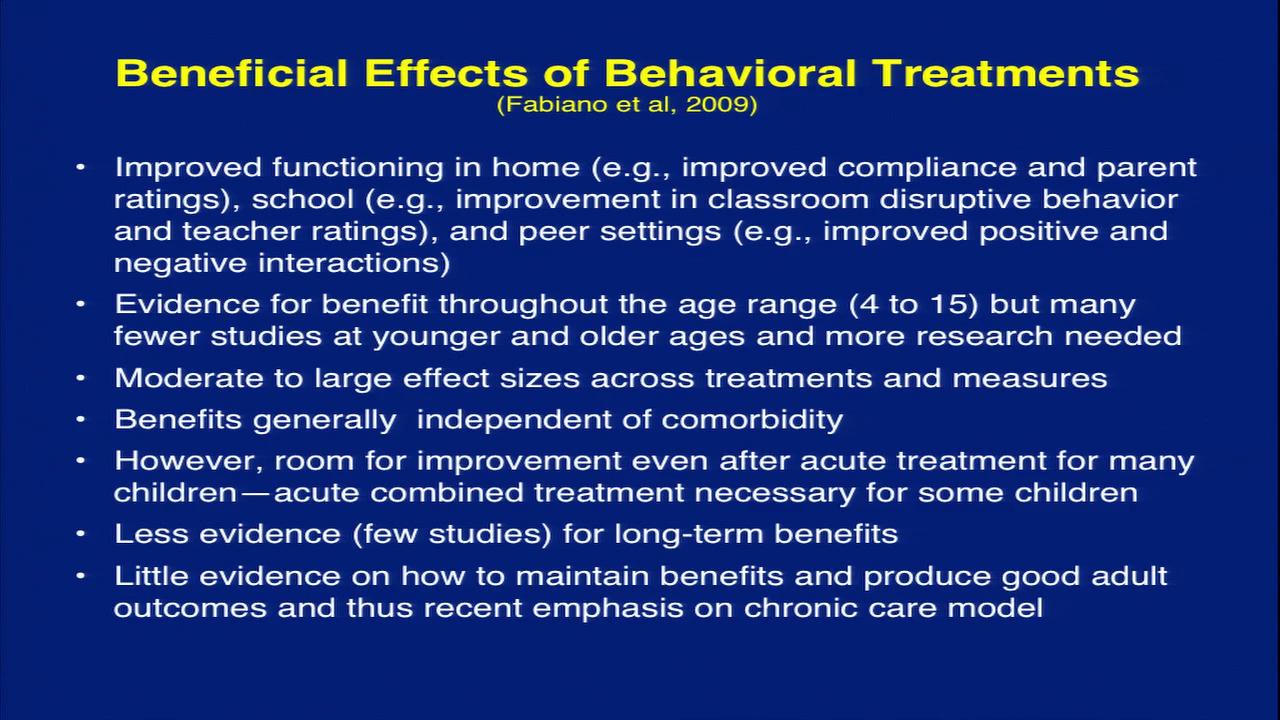 Beneficial Effects of Behavioral Treatments
(Fabiano et al, 2009)
• Improved functioning in home (e.g., improved compliance and parent
ratings), school (e.g., improvement in classroom disruptive behavior
and teacher ratings), and peer settings (e.g., improved positive and
negative interactions)
• Evidence for benefit throughout the age range (4 to 15) but many
fewer studies at younger and older ages and more research needed
• Moderate to large effect sizes across treatments and measures
• Benefits generally  independent of comorbidity
• However, room for improvement even after acute treatment for many
children—acute combined treatment necessary for some children
• Less evidence (few studies) for long-term benefits
• Little evidence on how to maintain benefits and produce good adult
outcomes and thus recent emphasis on chronic care model